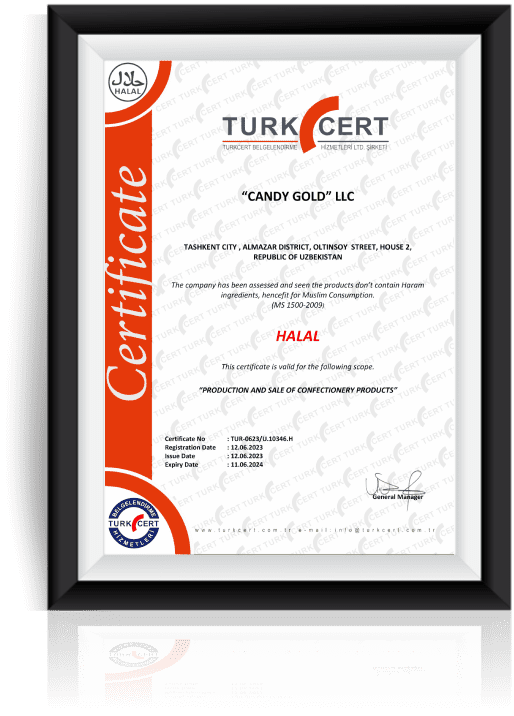 حلال
HALAL
Certificate
TURK CERT
TURKCERT BELGELENDİRME HİZMETLERİ LTD. ŞİRKETİ
“CANDY GOLD” LLC
TASHKENT CITY , ALMAZAR DISTRICT, OLTINSOY STREET, HOUSE 2,
REPUBLIC OF UZBEKISTAN
The company has been assessed and seen the products don’t contain Haram
ingredients, hencefit for Muslim Consumption.
(MS 1500-2009)
HALAL
This certificate is valid for the following scope.
“PRODUCTION AND SALE OF CONFECTIONERY PRODUCTS”
Certificate No : TUR-0623/U.10346.H
Registration Date : 12.06.2023
Issue Date : 12.06.2023
Expiry Date : 11.06.2024
General Manager
BELGELENDİRME
TURK CERT
HİZMETLERİ
www.turkcert.com.tr e-mail:info@turkcert.com.tr